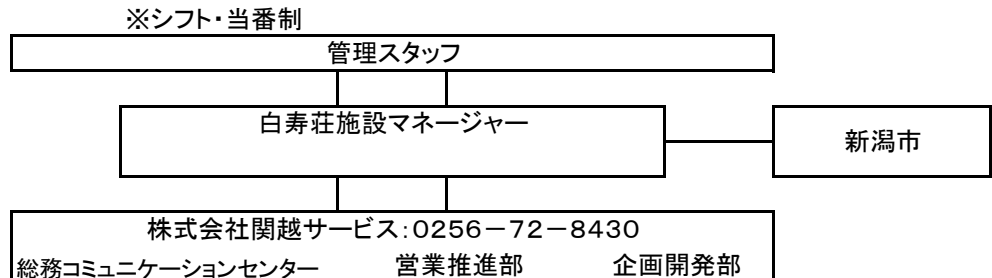 ※シフト・当番制
管理スタッフ
白寿荘施設マネージャー
新潟市
株式会社関越サービス：０２５６－７２－８４３０
総務コミュニケーションセンター　営業推進部　企画開発部